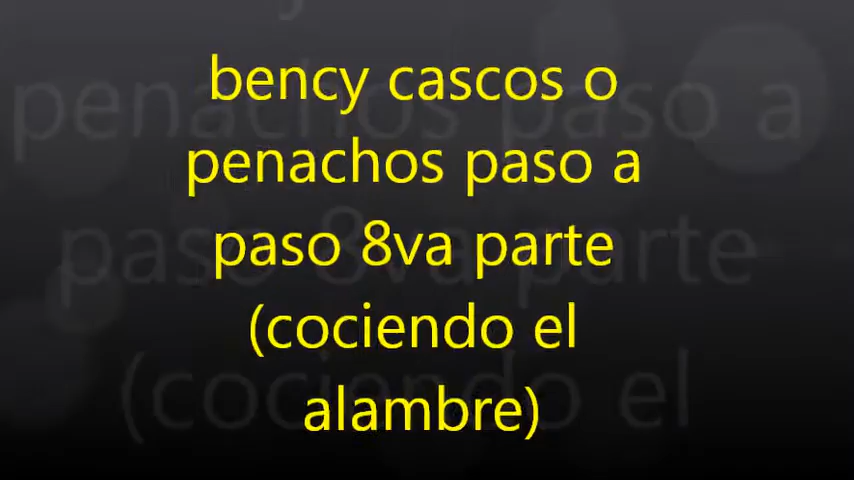 bency cascos o
penachos paso a
paso 8va parte
(cociendo el
alambre)